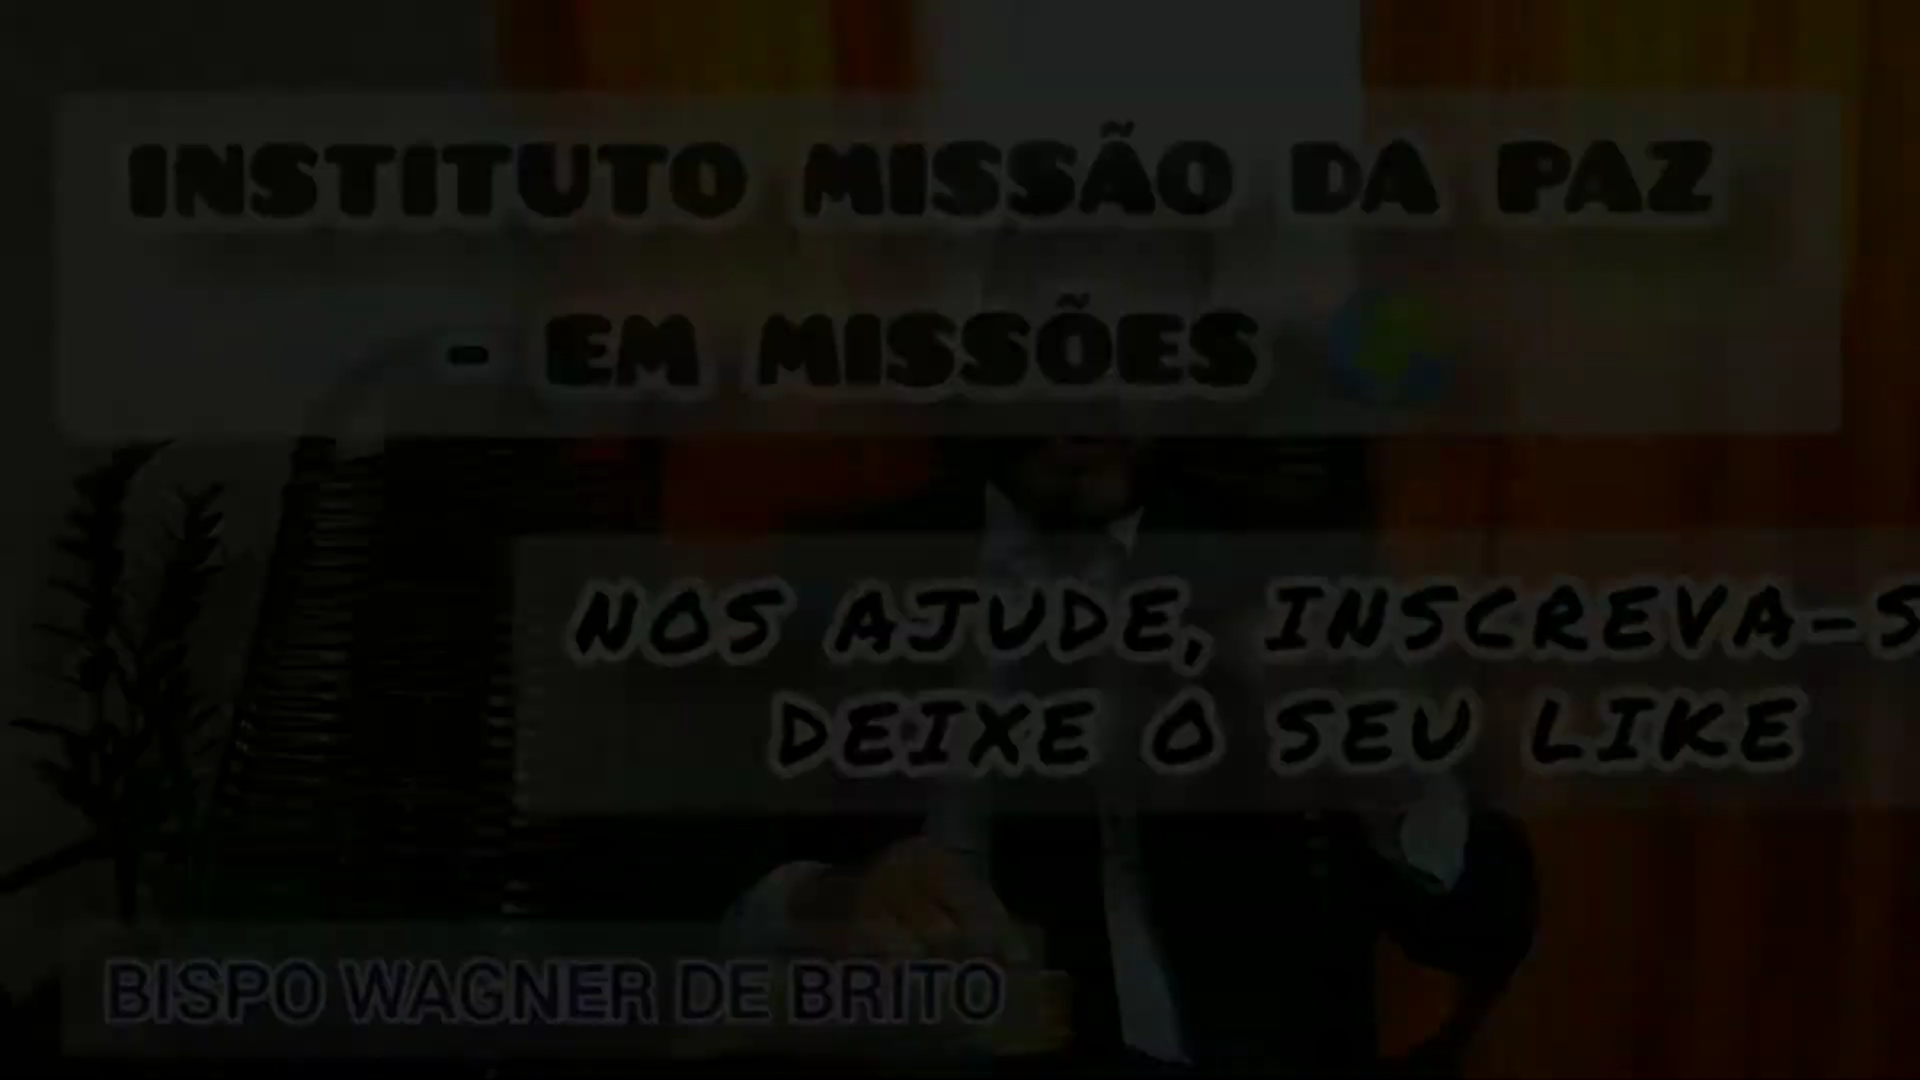 INSTITUTO MISSÃO DA PAZ
- EM MISSÕES
NOS AJUDE, INSCREVA-S
DEIXE O SEU LIKE
BISPO WAGNER DE BRITO